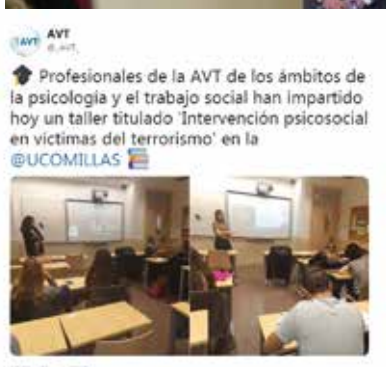 AVT
@_AVT_
Profesionales de la AVT de los ámbitos de
la psicología y el trabajo social han impartido
hoy un taller titulado 'Intervención psicosocial
en víctimas del terrorismo' en la
@UCOMILLAS